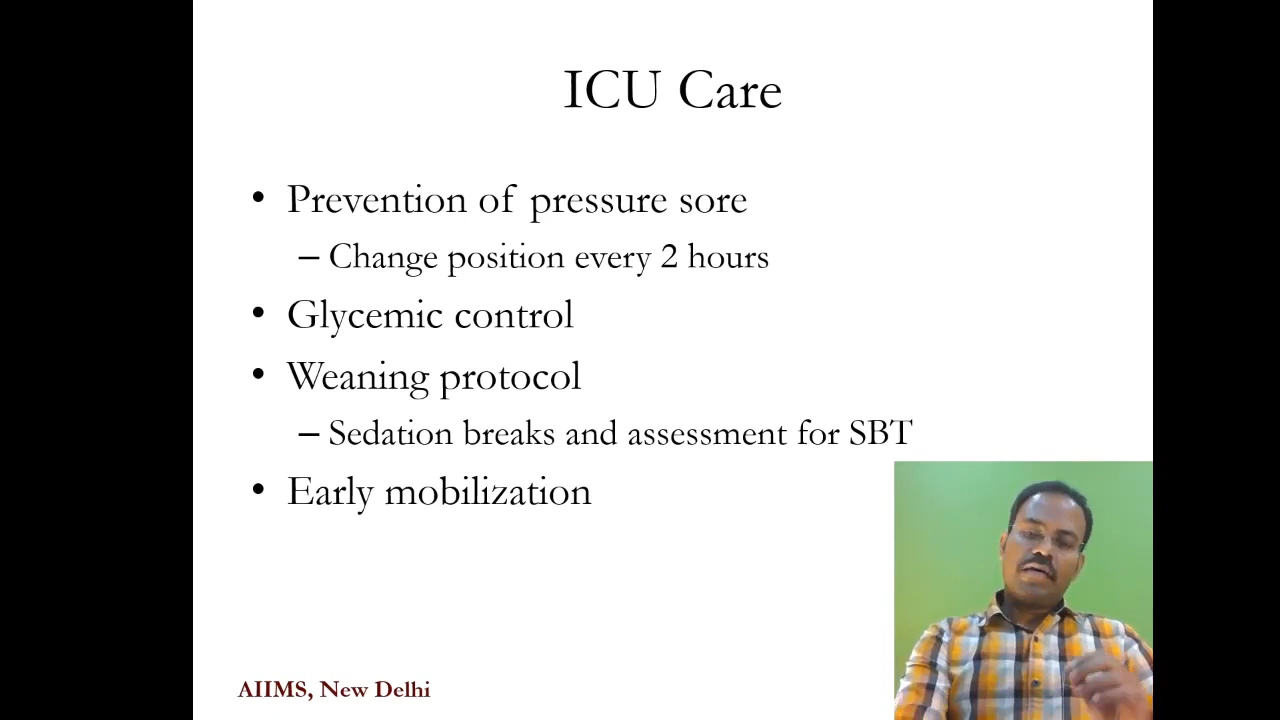 ICU Care
• Prevention of pressure sore
– Change position every 2 hours
• Glycemic control
• Weaning protocol
– Sedation breaks and assessment for SBT
• Early mobilization
AIIMS, New Delhi